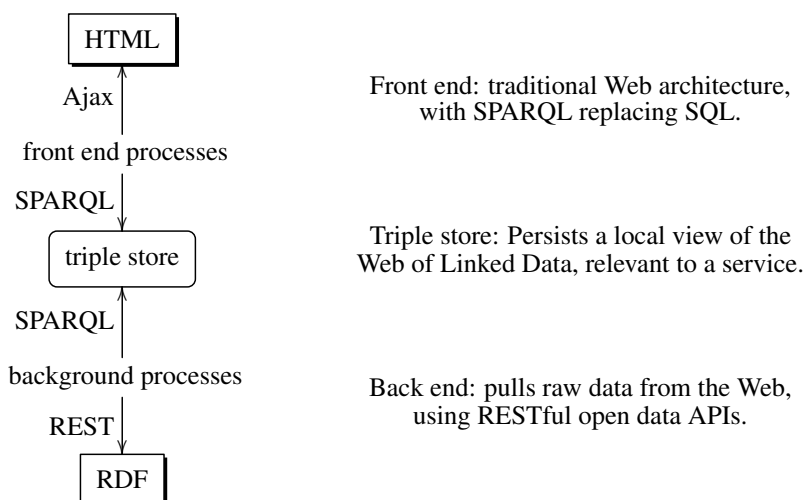 HTML
Ajax
Front end: traditional Web architecture,
with SPARQL replacing SQL.
front end processes
SPARQL
triple store
Triple store: Persists a local view of the
Web of Linked Data, relevant to a service.
SPARQL
background processes
Back end: pulls raw data from the Web,
using RESTful open data APIs.
REST
RDF